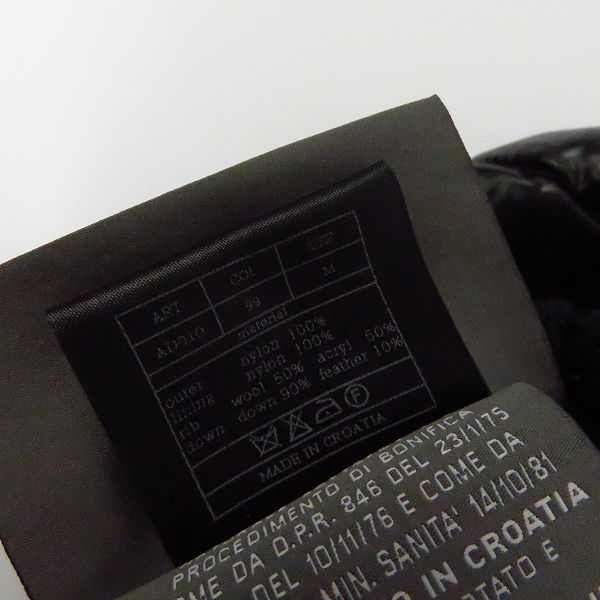 ART COL SIZE
ADDIO 99 M
material
outer nylon 100%
lining nylon 100%
rib wool 50% acryl 50%
down down 90% feather 10%
MADE IN CROATIA
PROCEDIMENTO DI BONIFICA
COME DA D.P.R. 846 DEL 23/1/75
DEL 10/11/76 E COME DA
MIN. SANITA' 14/10/81
IN CROATIA
E